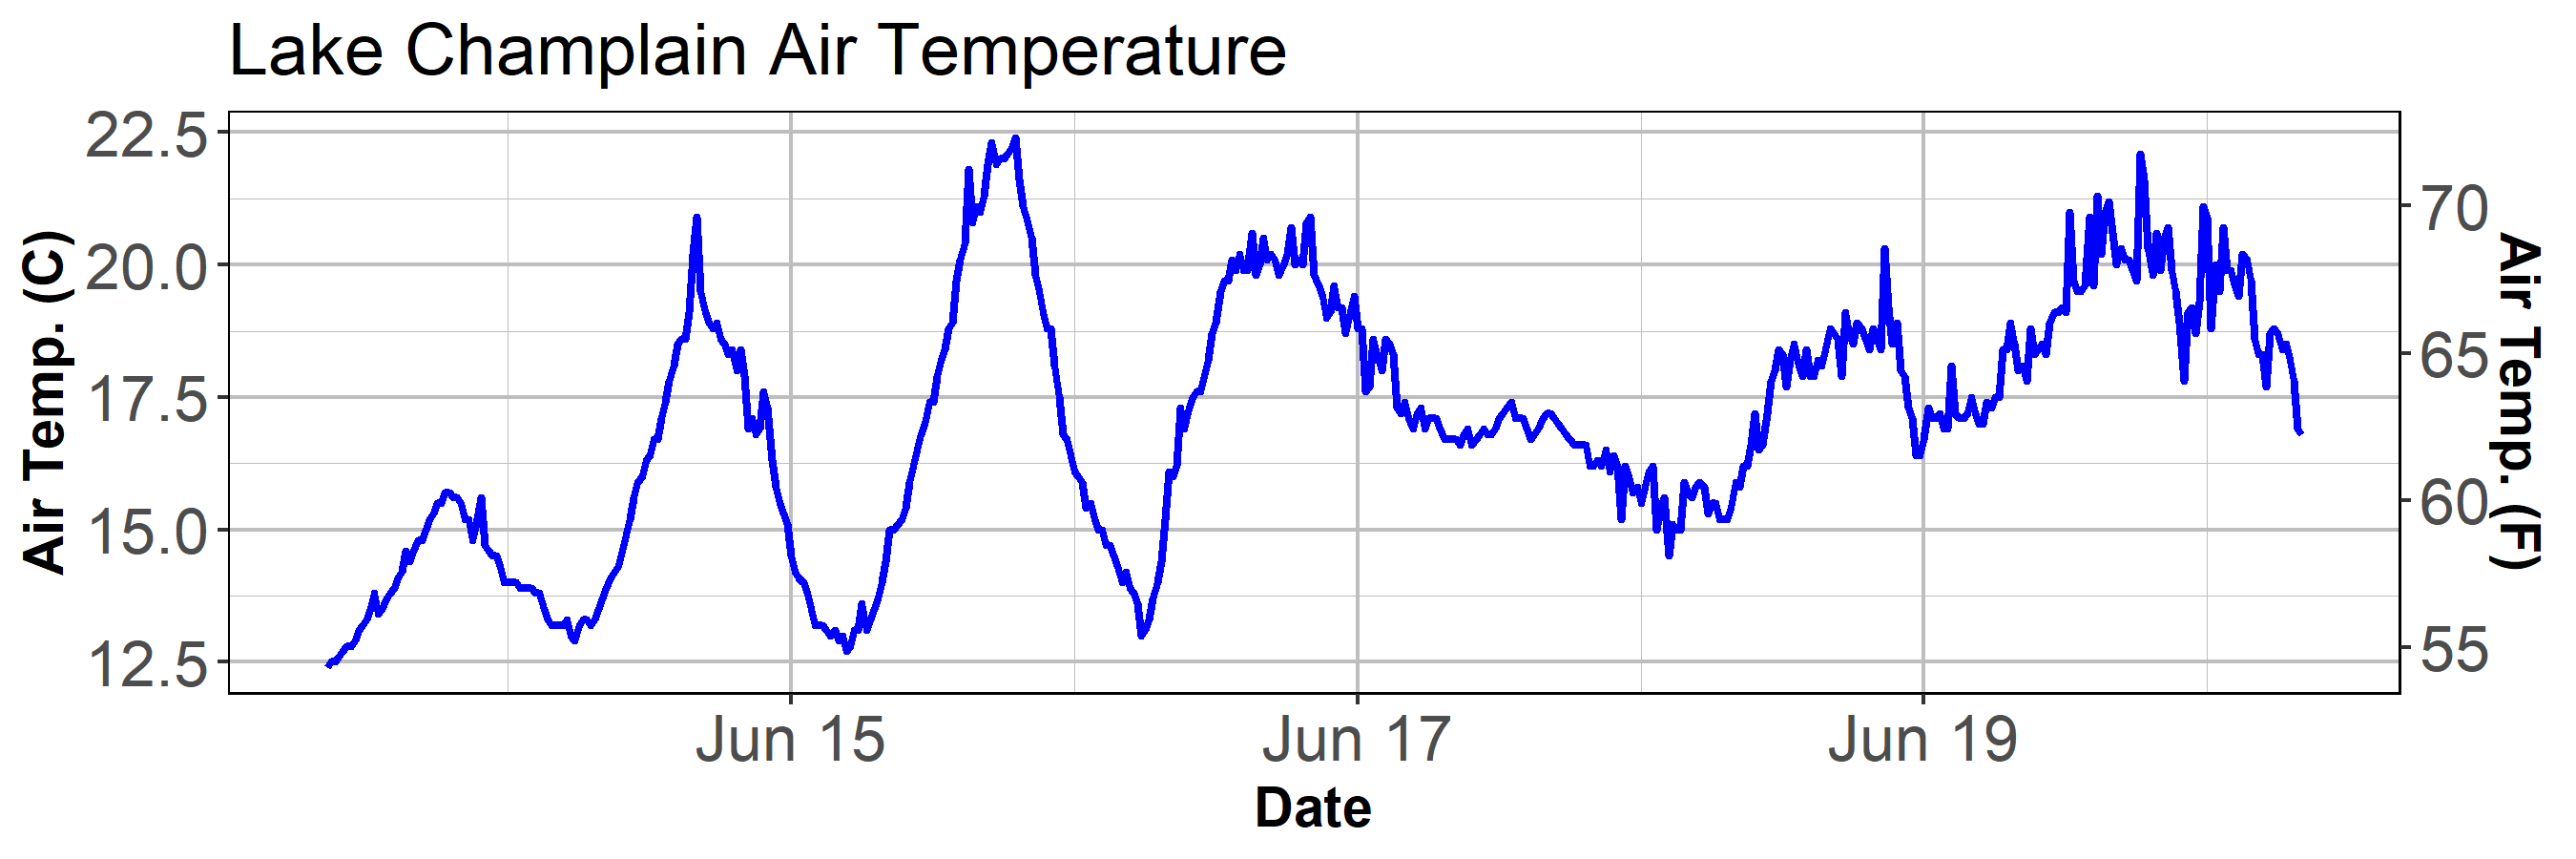 Lake Champlain Air Temperature
Air Temp. (C)
22.5
20.0
17.5
15.0
12.5
70
65
60
55
Air Temp. (F)
Jun 15
Jun 17
Jun 19
Date